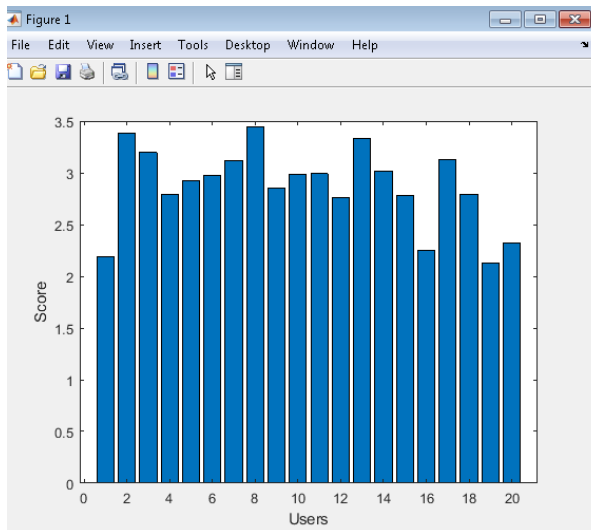 Figure 1
File Edit View Insert Tools Desktop Window Help
3.5
3
2.5
2
1.5
1
0.5
0
Score
0 2 4 6 8 10 12 14 16 18 20
Users